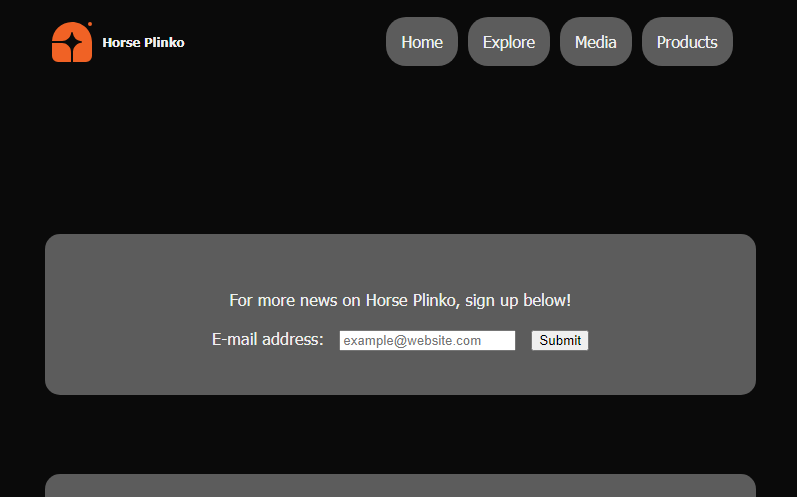 Horse Plinko
Home
Explore
Media
Products
For more news on Horse Plinko, sign up below!
E-mail address: example@website.com Submit